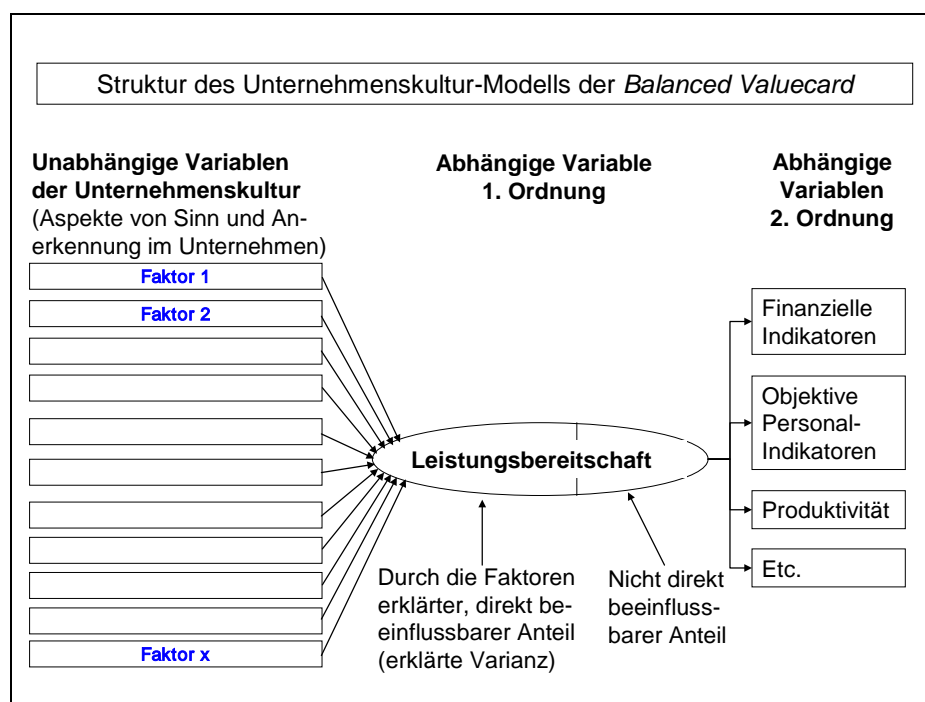 Struktur des Unternehmenskultur-Modells der Balanced Valuecard
Unabhängige Variablen
der Unternehmenskultur
(Aspekte von Sinn und An-
erkennung im Unternehmen)
Faktor 1
Faktor 2
Faktor x
Abhängige Variable
1. Ordnung
Leistungsbereitschaft
Durch die Faktoren
erklärter, direkt be-
einflussbarer Anteil
(erklärte Varianz)
Nicht direkt
beeinfluss-
barer Anteil
Abhängige
Variablen
2. Ordnung
Finanzielle
Indikatoren
Objektive
Personal-
Indikatoren
Produktivität
Etc.